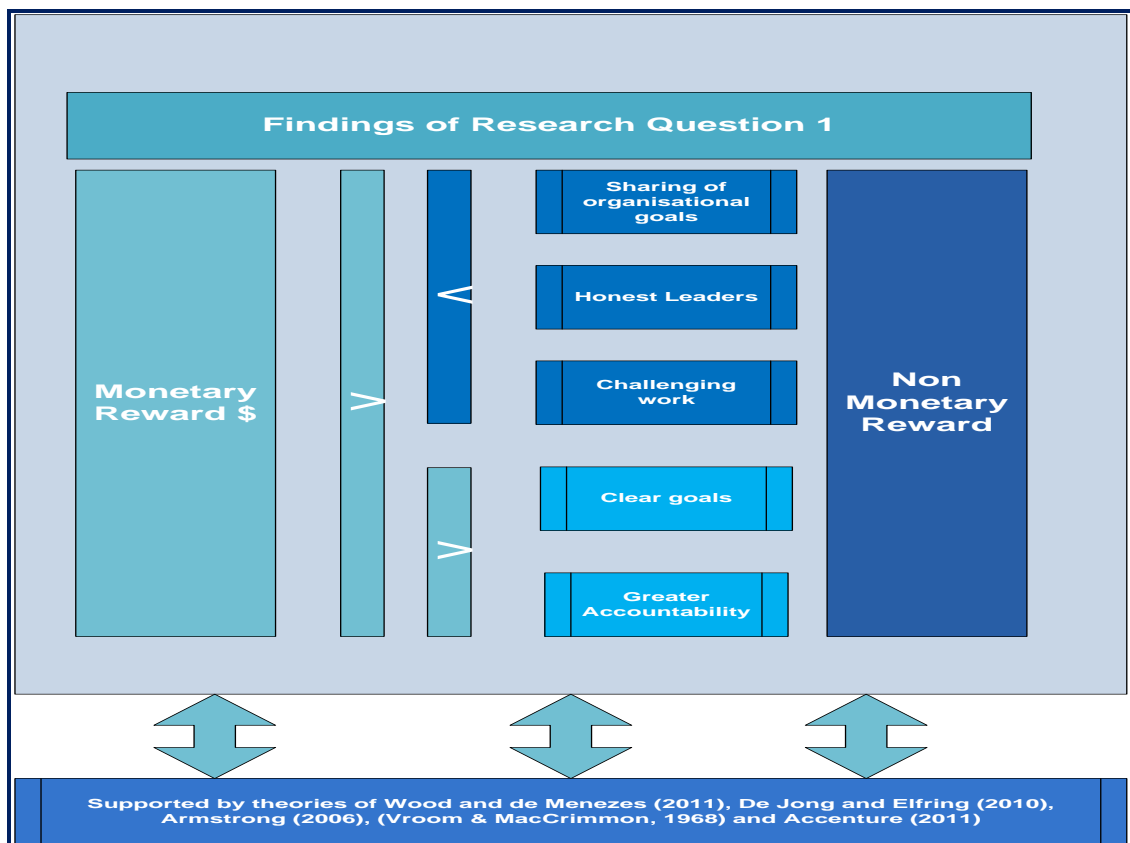 Findings of Research Question 1
Monetary
Reward $
>
<
>
Sharing of
organisational
goals
Honest Leaders
Challenging
work
Clear goals
Greater
Accountability
Non
Monetary
Reward
Supported by theories of Wood and de Menezes (2011), De Jong and Elfring (2010),
Armstrong (2006), (Vroom & MacCrimmon, 1968) and Accenture (2011)